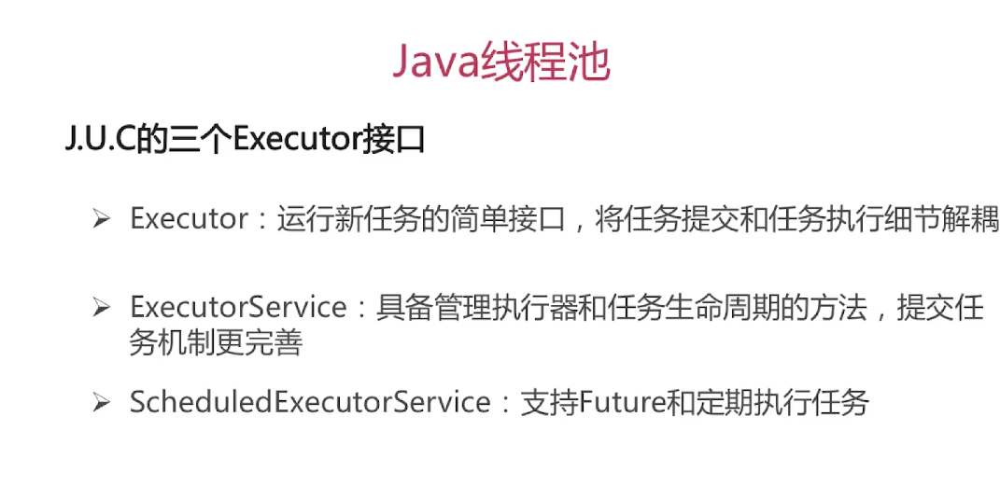 Java线程池
J.U.C的三个Executor接口
➢ Executor：运行新任务的简单接口，将任务提交和任务执行细节解耦
➢ ExecutorService：具备管理执行器和任务生命周期的方法，提交任
务机制更完善
➢ ScheduledExecutorService：支持Future和定期执行任务